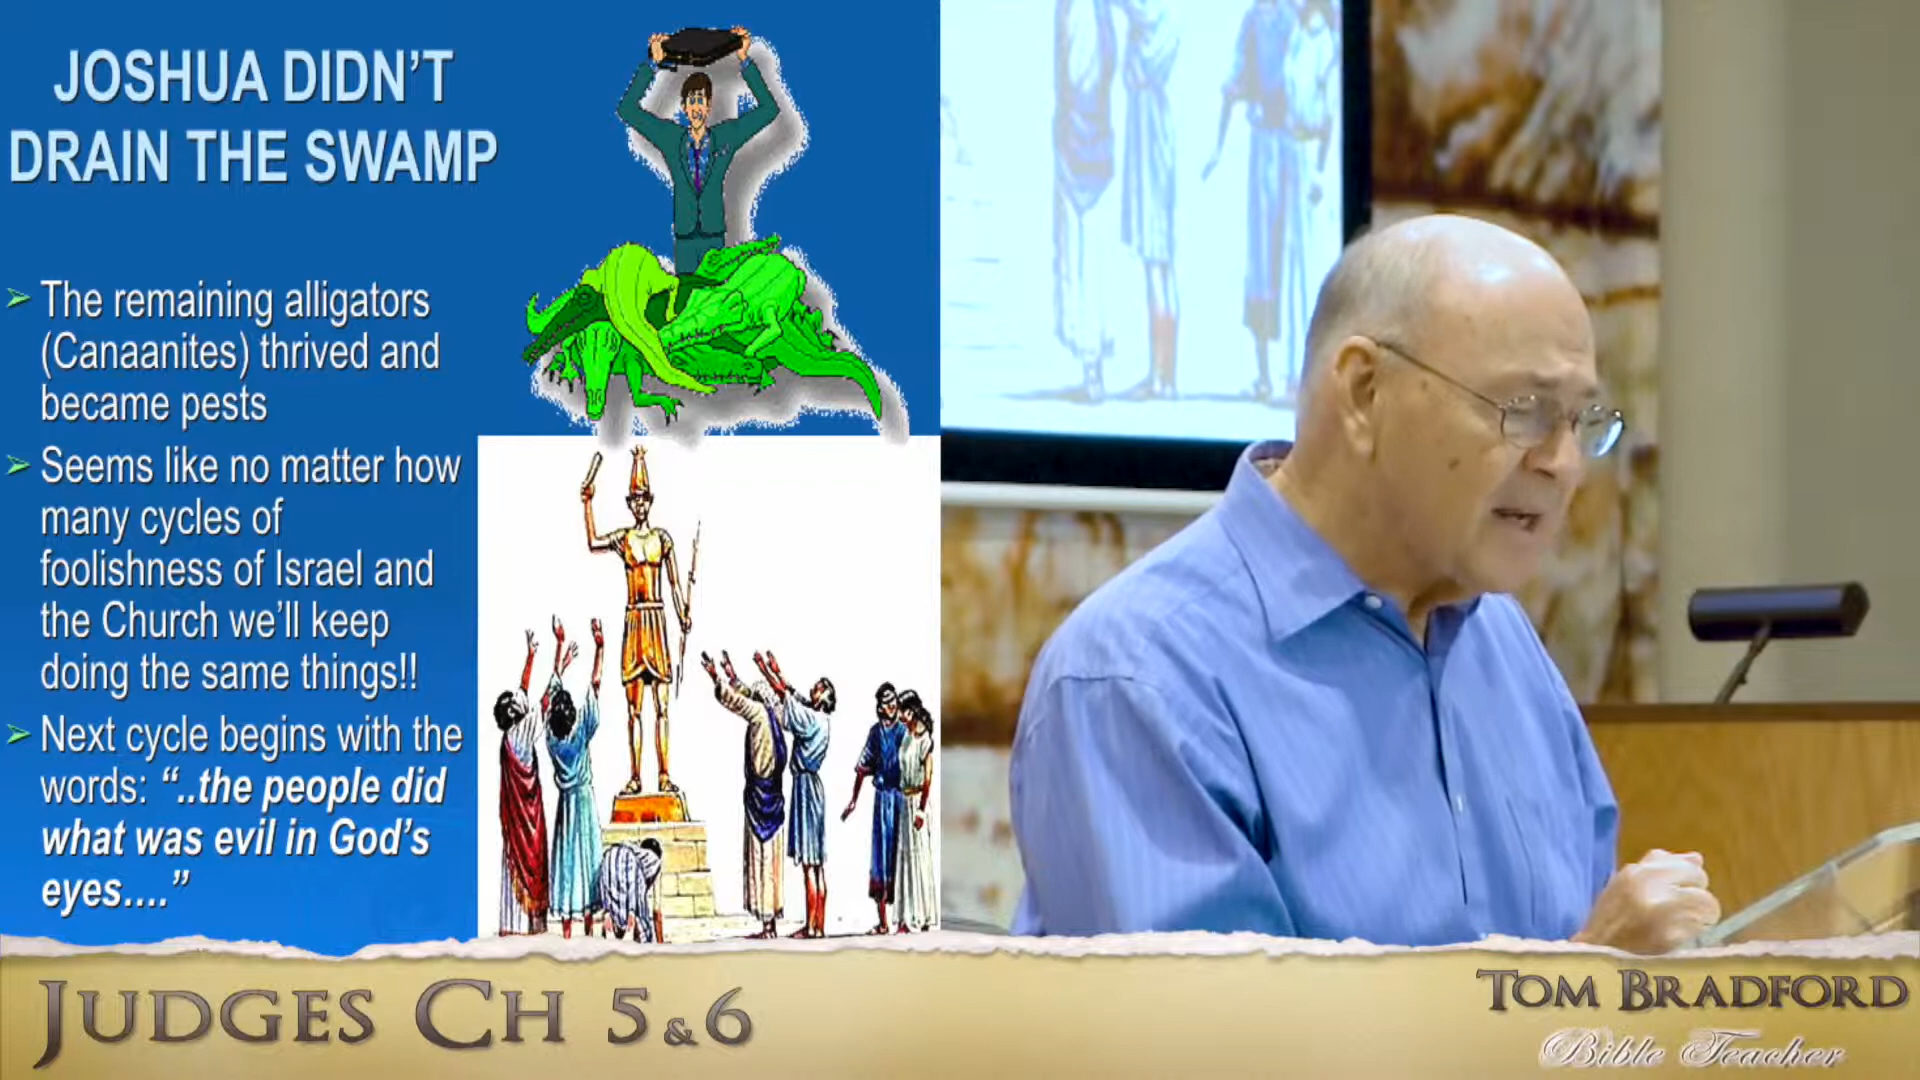 JOSHUA DIDN'T
DRAIN THE SWAMP
➢ The remaining alligators
(Canaanites) thrived and
became pests
➢ Seems like no matter how
many cycles of
foolishness of Israel and
the Church we'll keep
doing the same things!!
➢ Next cycle begins with the
words: “..the people did
what was evil in God's
eyes....”
JUDGES CH 5 & 6
TOM BRADFORD
Bible Teacher